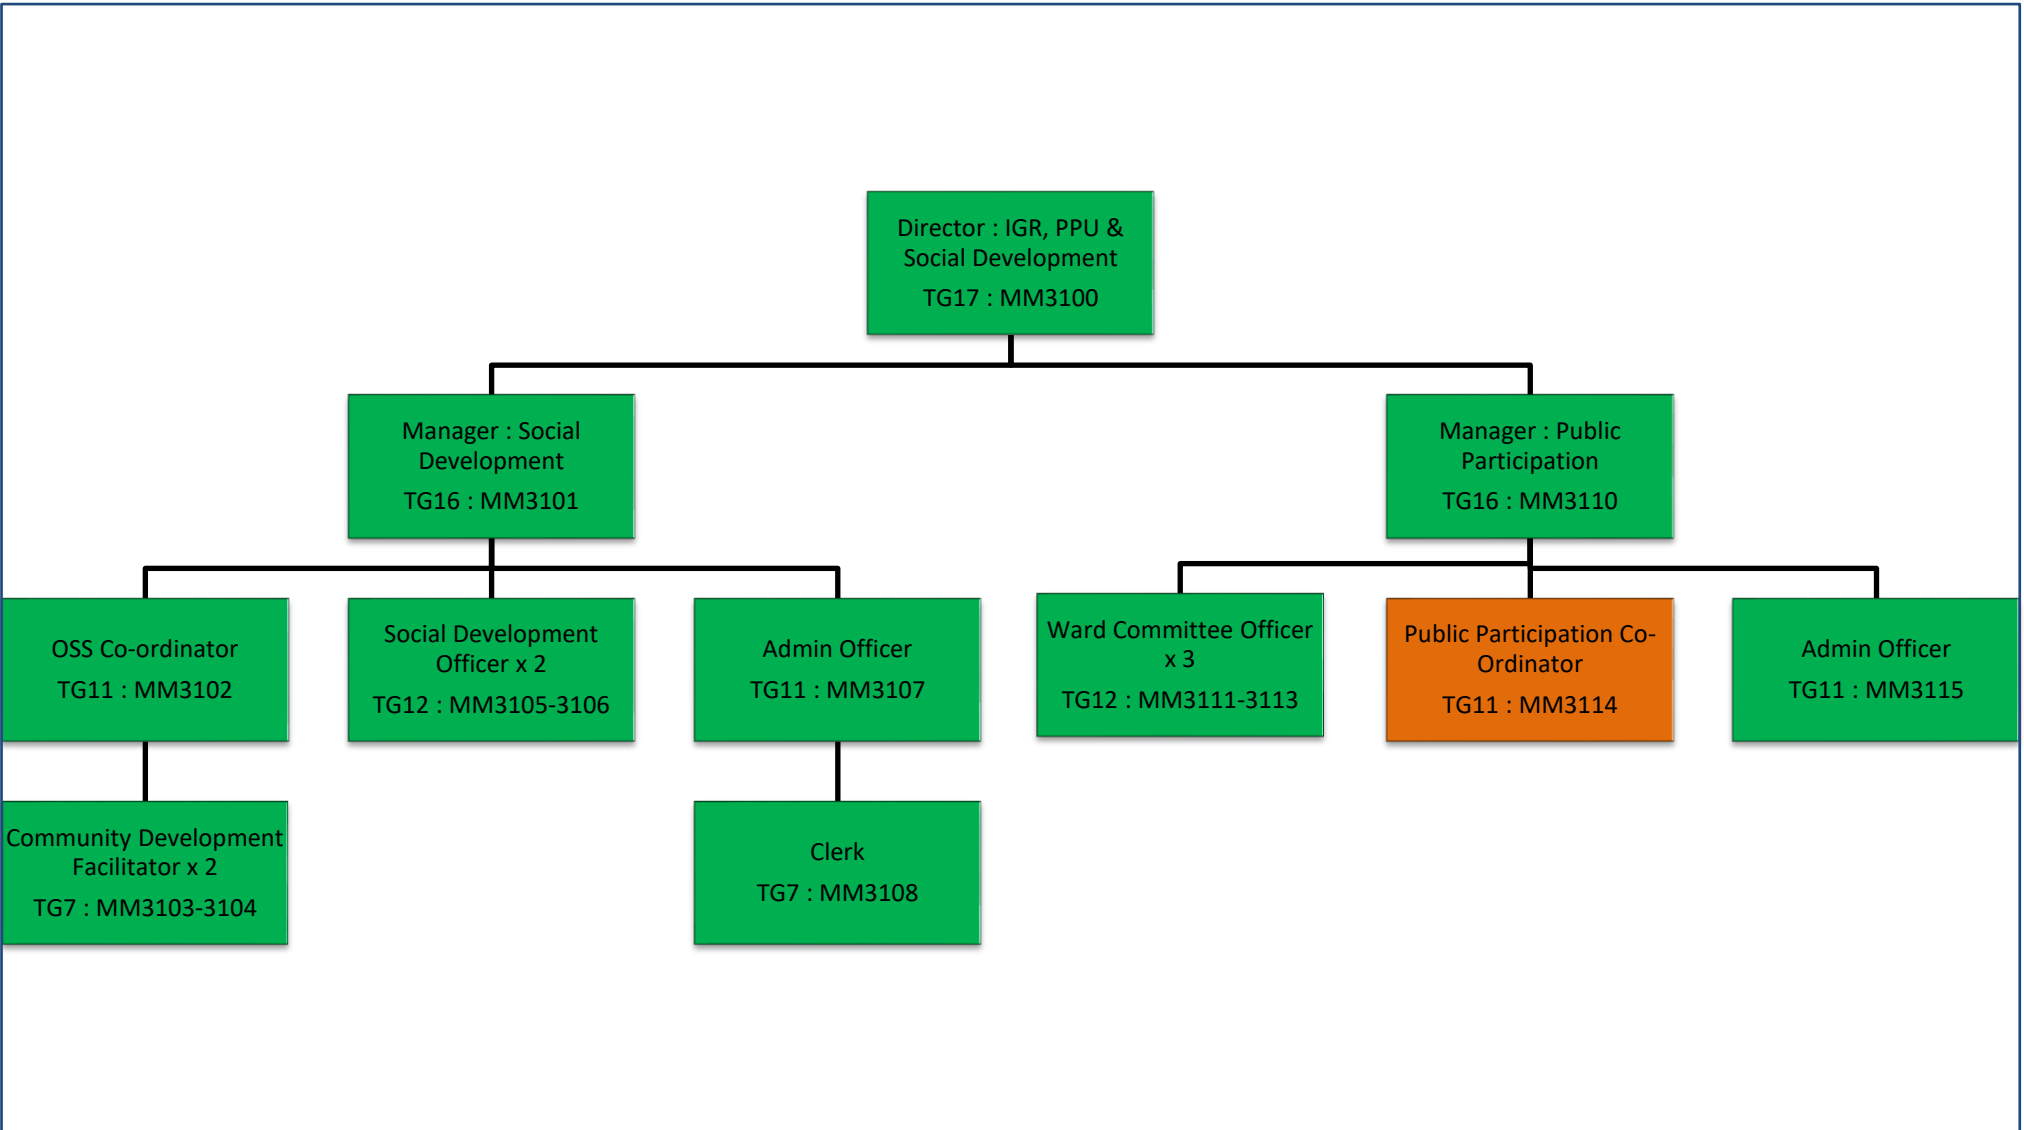 Director : IGR, PPU &
Social Development
TG17 : MM3100
Manager : Social
Development
TG16 : MM3101
Manager : Public
Participation
TG16 : MM3110
OSS Co-ordinator
TG11 : MM3102
Social Development
Officer x 2
TG12 : MM3105-3106
Admin Officer
TG11 : MM3107
Ward Committee Officer
x 3
TG12 : MM3111-3113
Public Participation Co-
Ordinator
TG11 : MM3114
Admin Officer
TG11 : MM3115
Community Development
Facilitator x 2
TG7 : MM3103-3104
Clerk
TG7 : MM3108